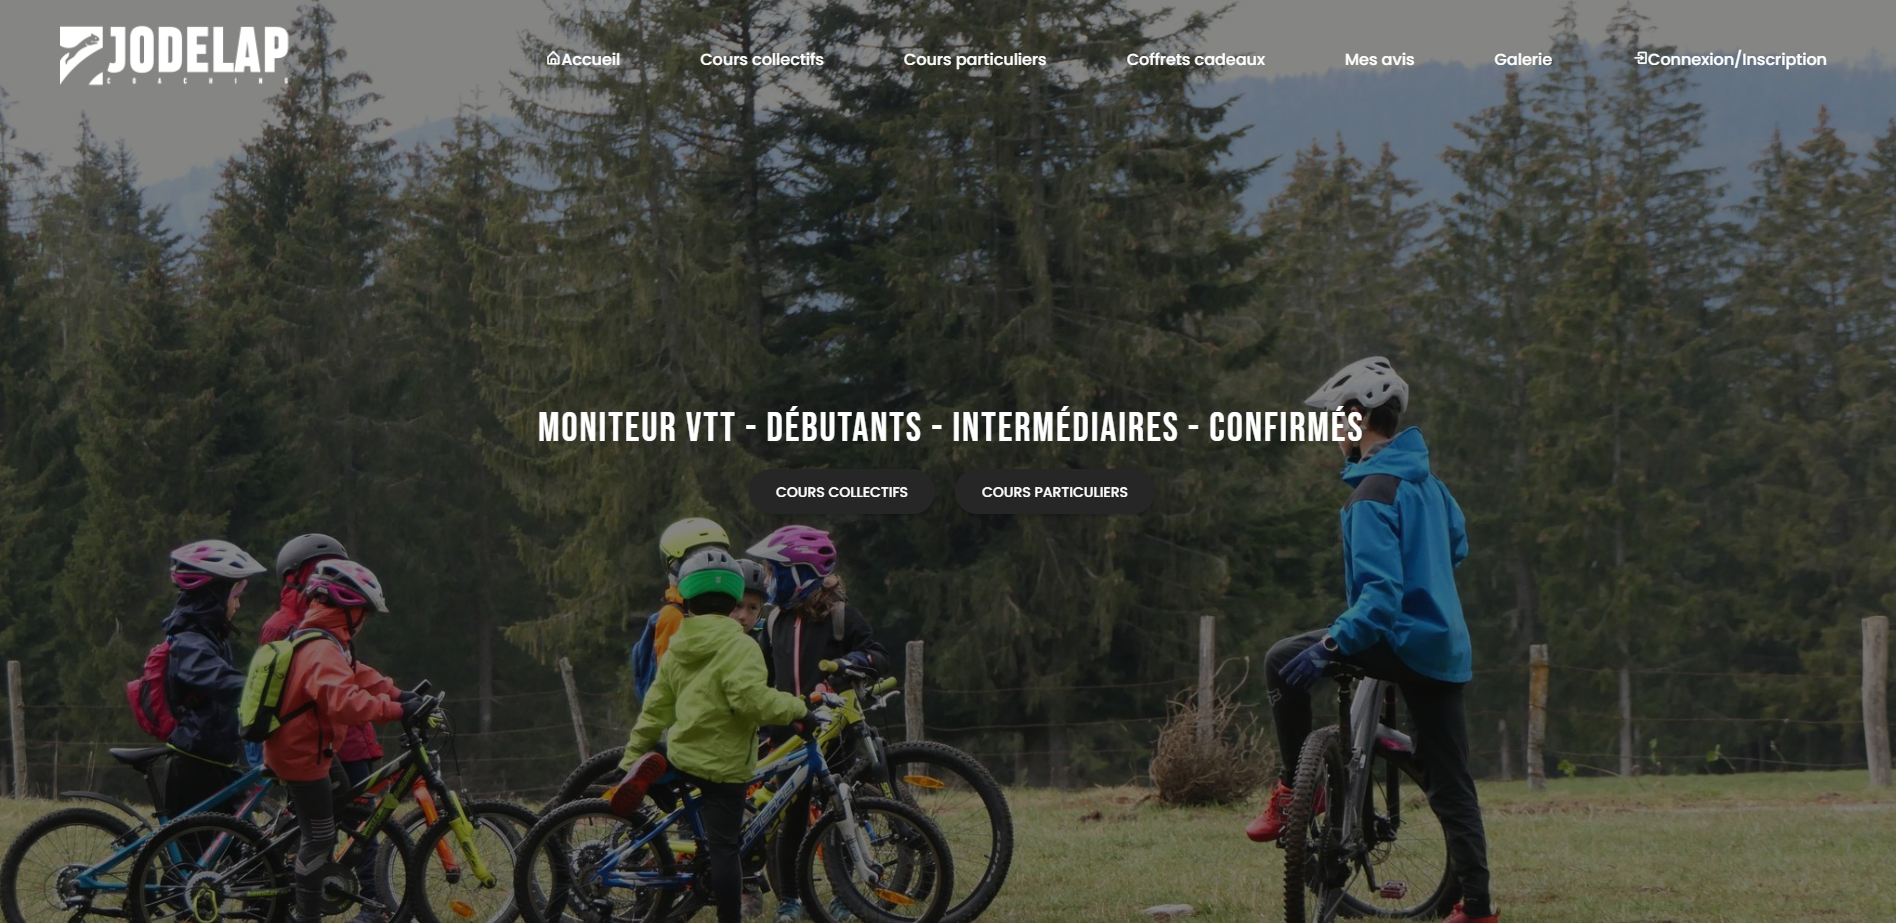 JODELAP
COACHING
Accueil
Cours collectifs
Cours particuliers
Coffrets cadeaux
Mes avis
Galerie
Connexion/Inscription
MONITEUR VTT - DÉBUTANTS - INTERMÉDIAIRES - CONFIRMÉS
COURS COLLECTIFS
COURS PARTICULIERS